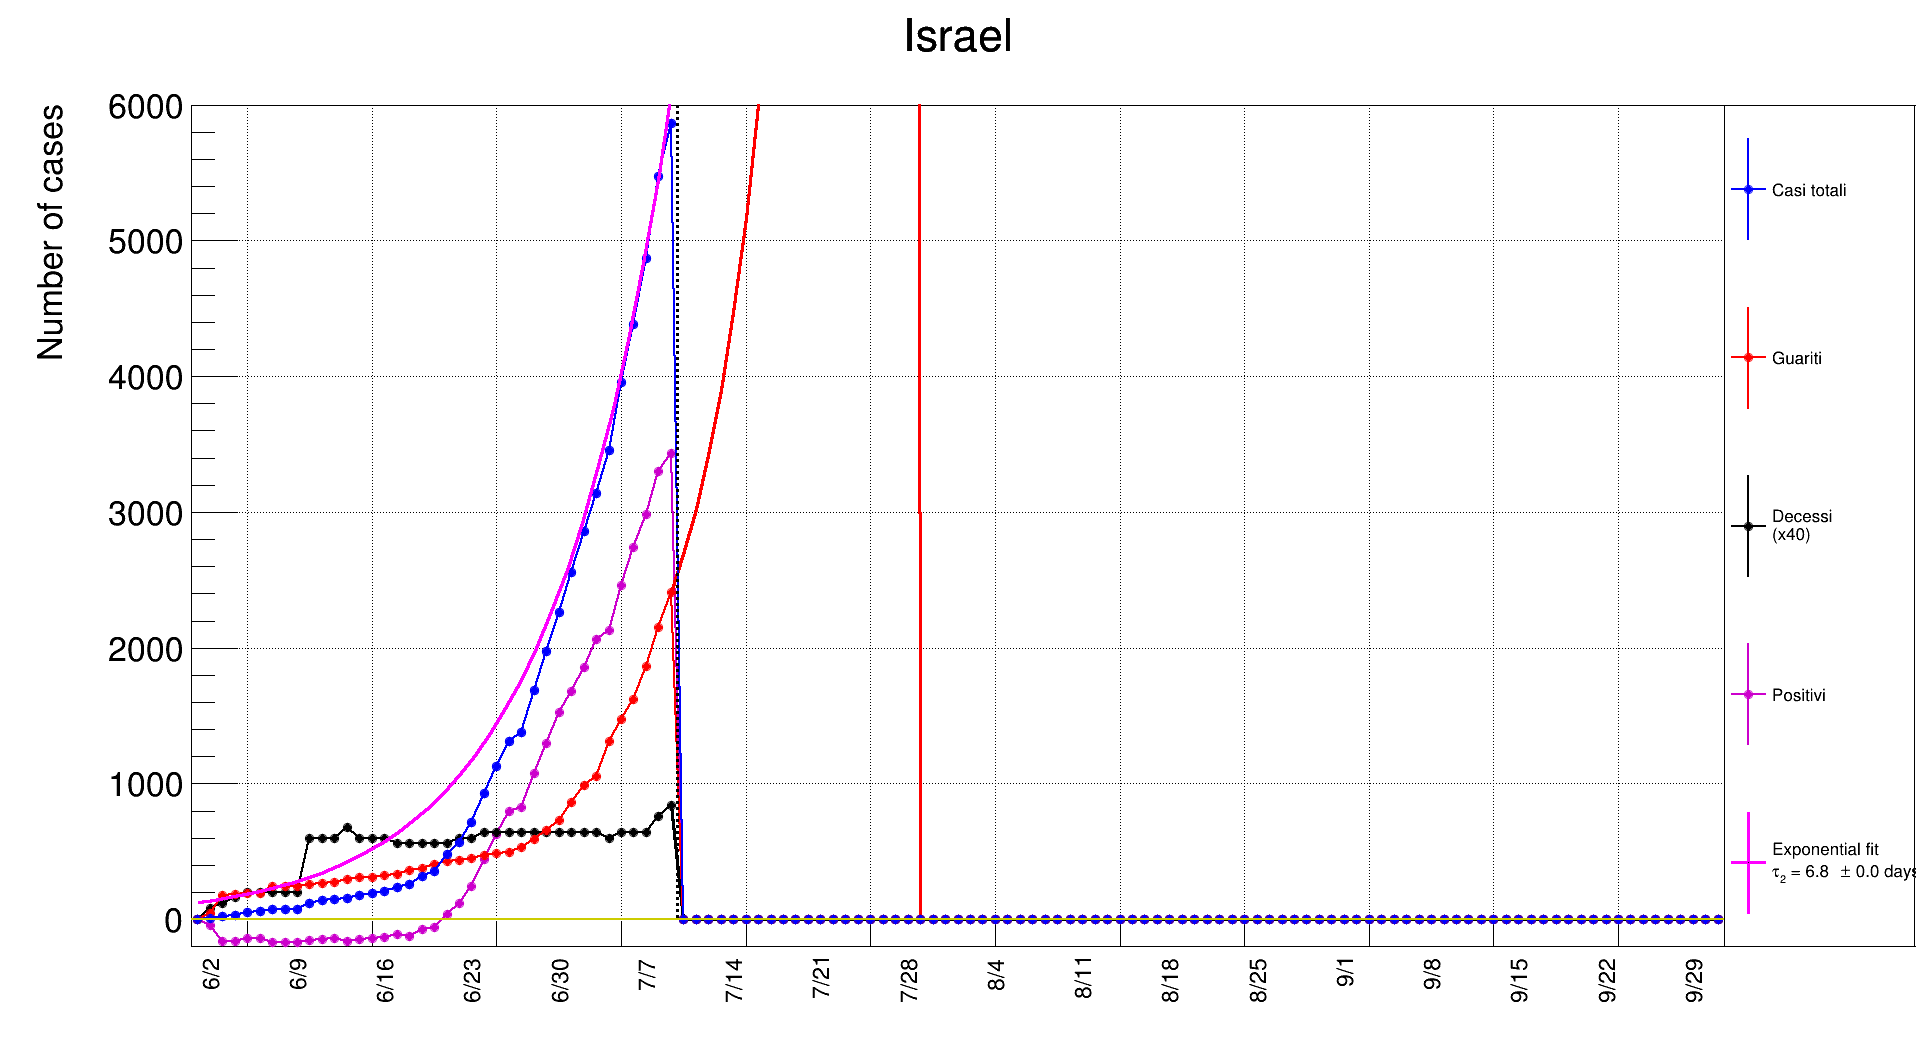 Israel
Number of cases
6000
5000
4000
3000
2000
1000
0
6/2
6/9
6/16
6/23
6/30
7/7
7/14
7/21
7/28
8/4
8/11
8/18
8/25
9/1
9/8
9/15
9/22
9/29
Casi totali
Guariti
Decessi
(x40)
Positivi
Exponential fit
τ2 = 6.8 ± 0.0 days